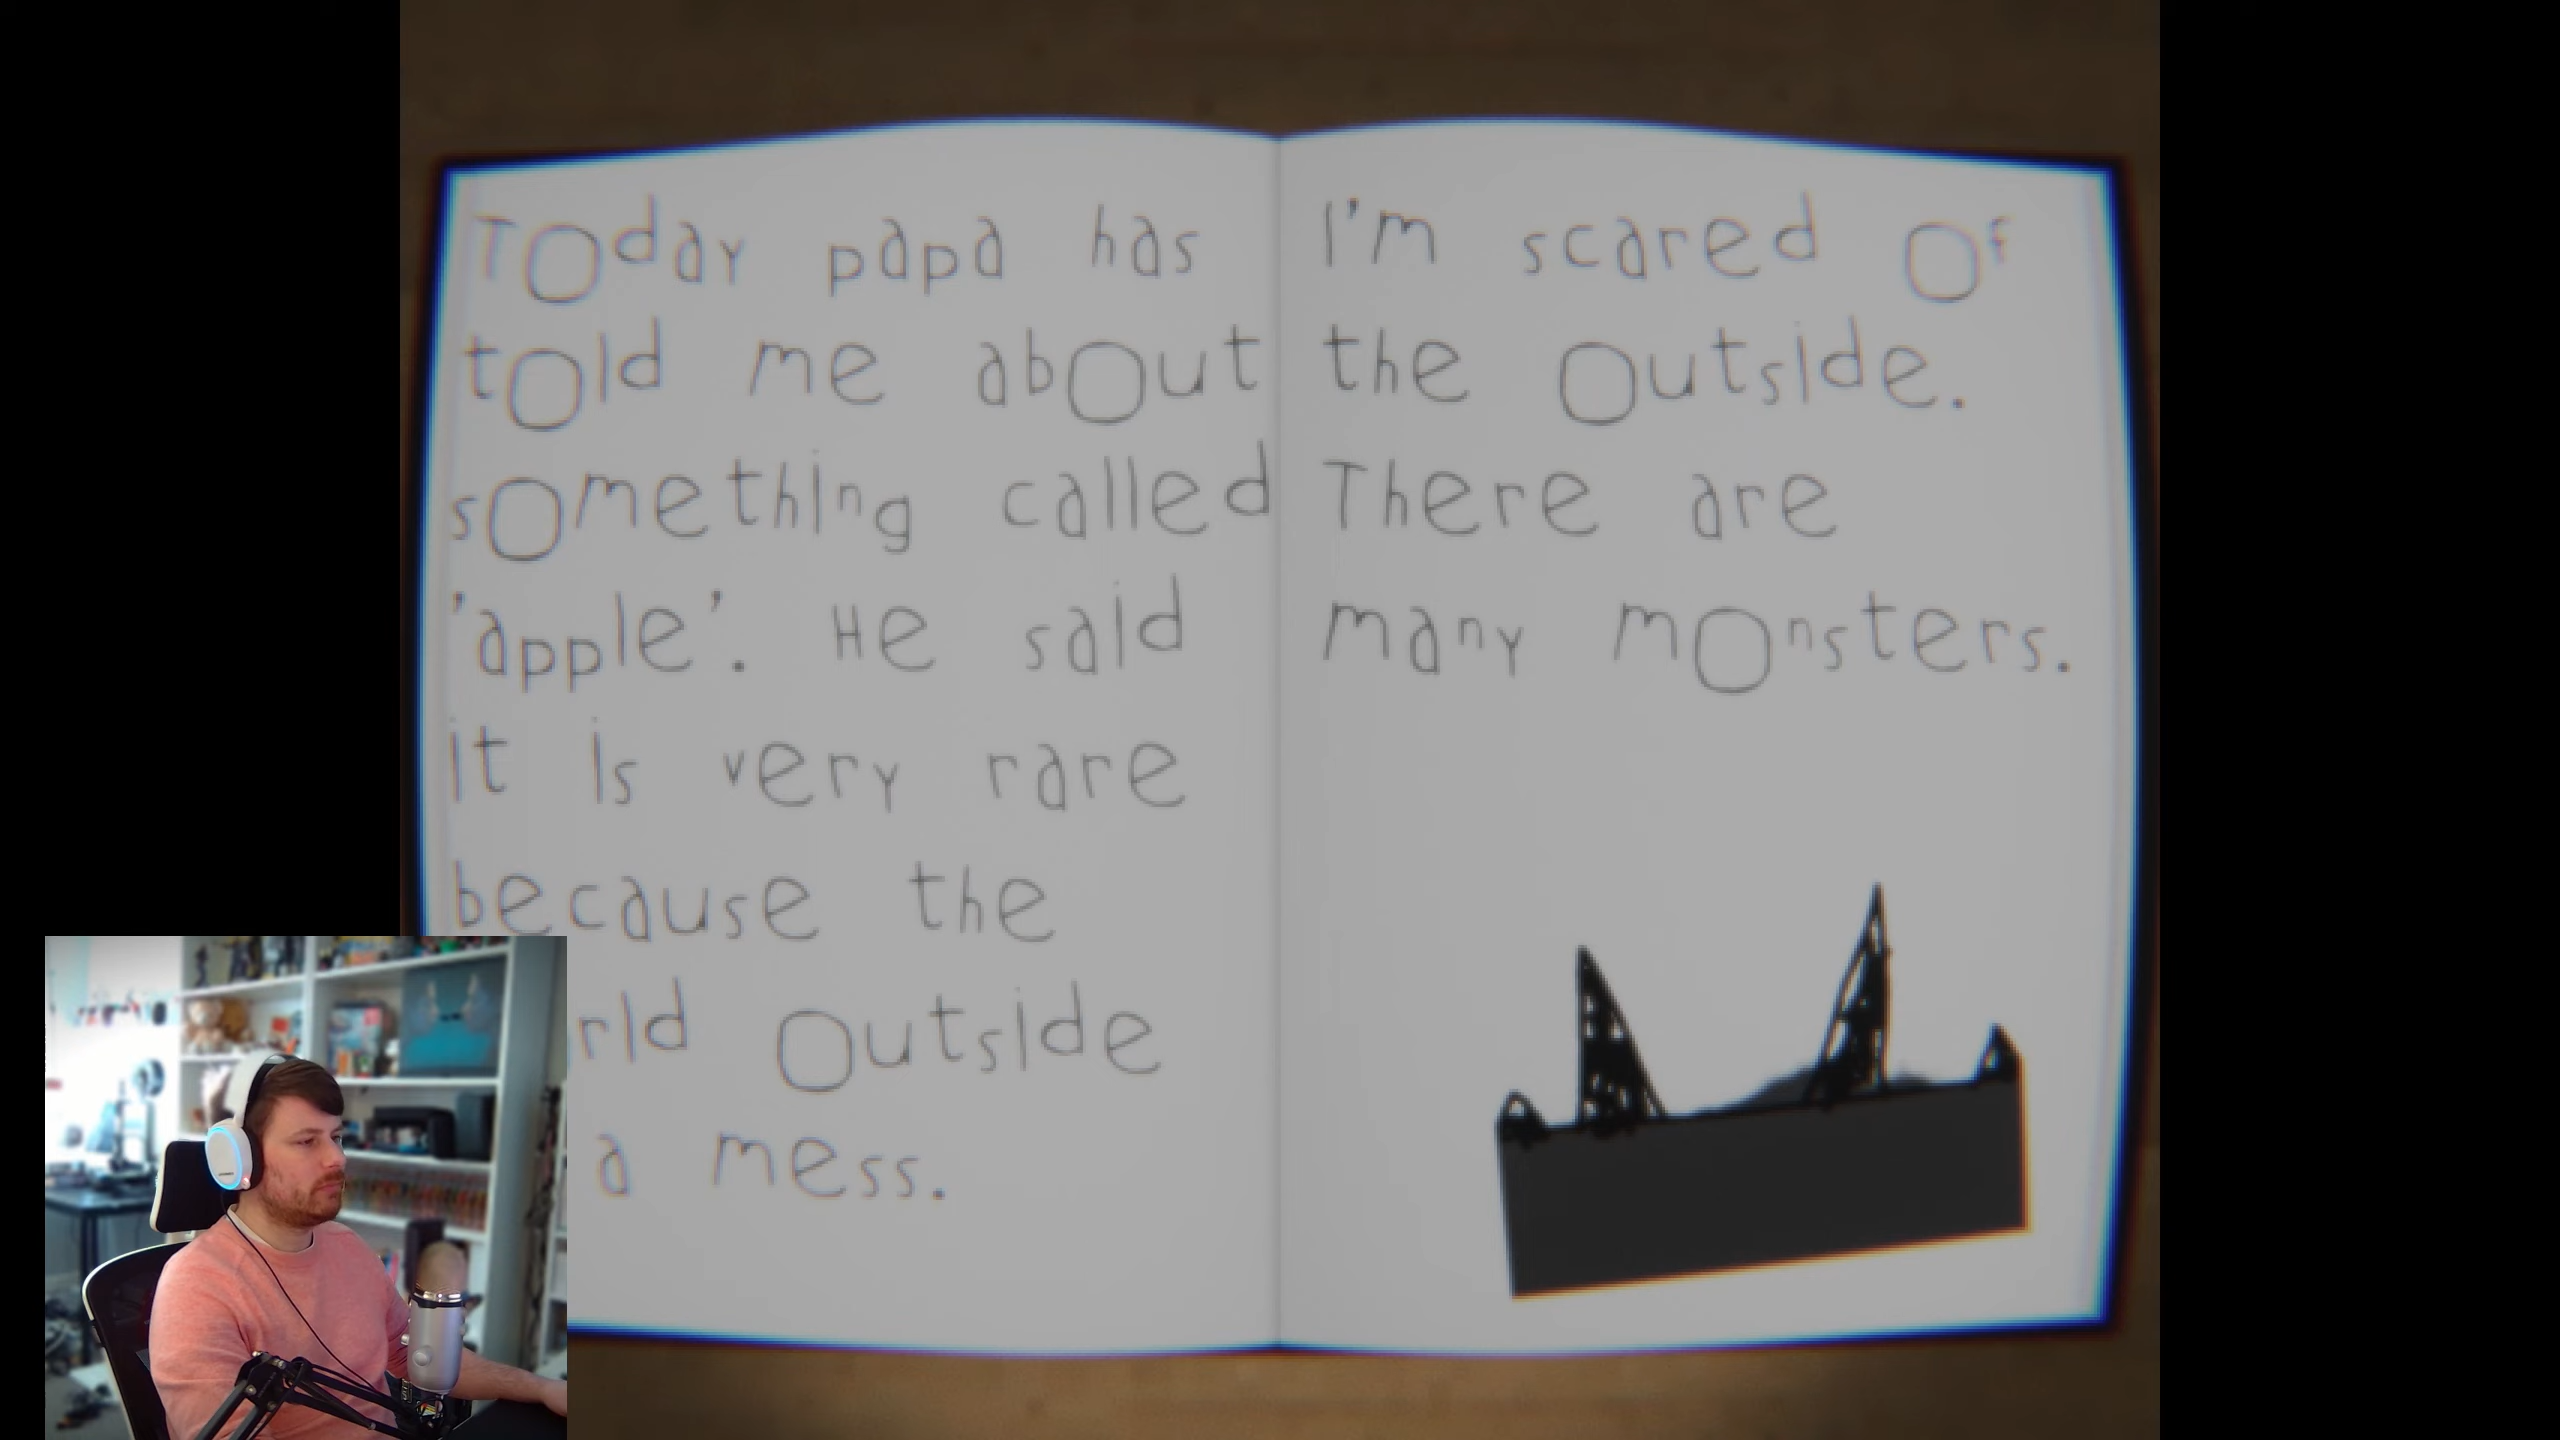 Today papa has
told me about
something called
'apple'. He said
it is very rare
because the
rld outside
a mess.
I'm scared of
the outside.
There are
many monsters.